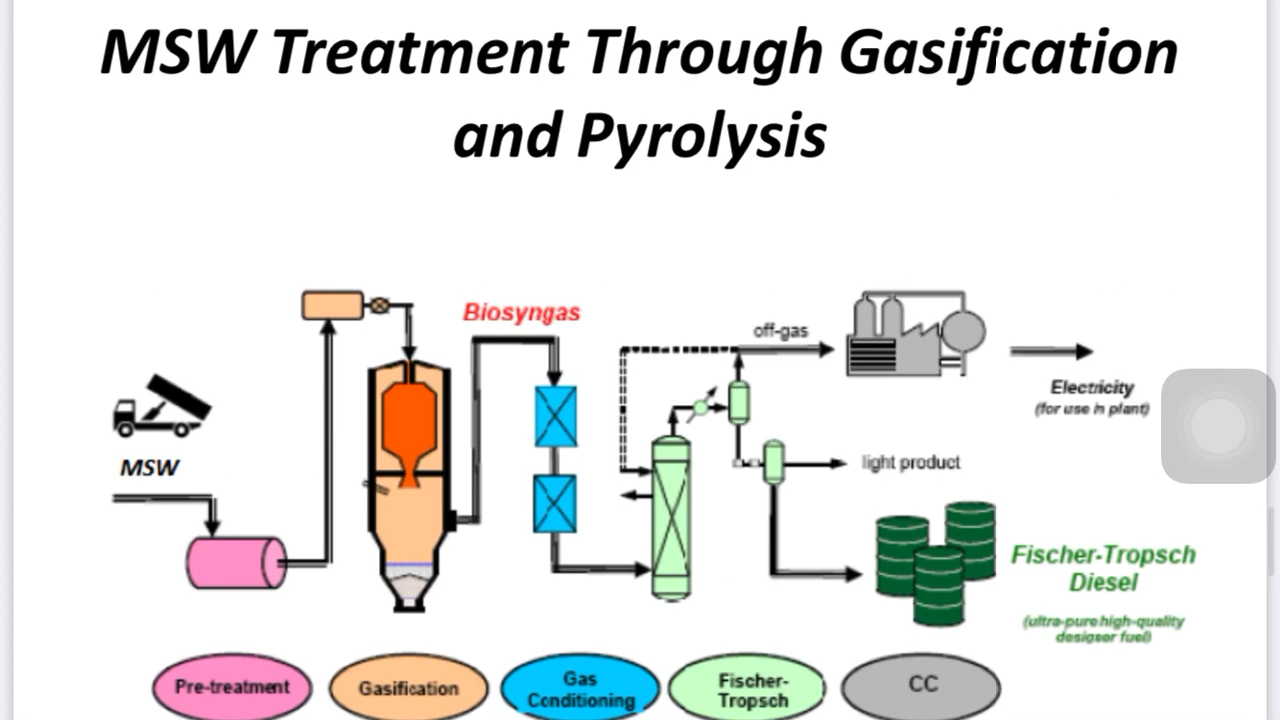 MSW Treatment Through Gasification
and Pyrolysis
Biosyngas
off-gas
Electricity
(for use in plant)
MSW
light product
Fischer-Tropsch
Diesel
(ultra-pure high-quality
designer fuel)
Pre-treatment
Gasification
Gas
Conditioning
Fischer-
Tropsch
CC